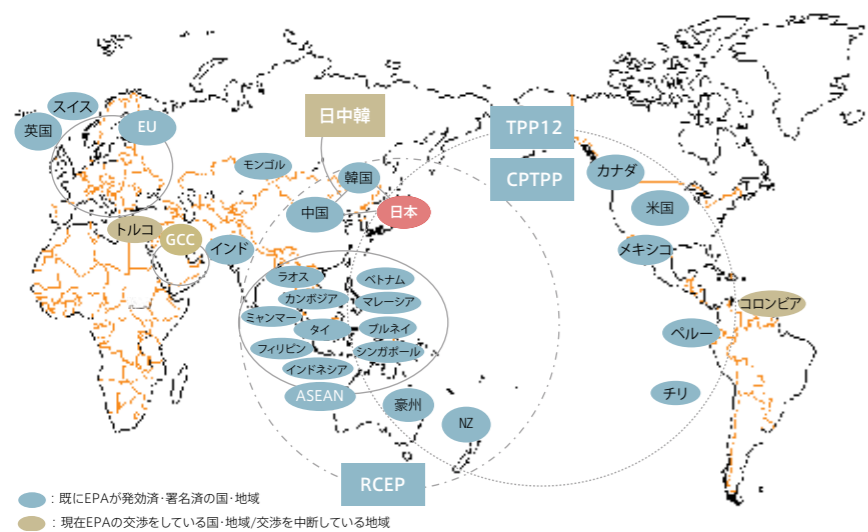 スイス
英国
EU
日中韓
TPP12
モンゴル
韓国
CPTPP
カナダ
中国
日本
米国
トルコ
GCC
インド
メキシコ
ラオス
ベトナム
カンボジア
マレーシア
コロンビア
ミャンマー
タイ
ブルネイ
ペルー
フィリピン
シンガポール
インドネシア
ASEAN
豪州
チリ
NZ
RCEP
：既にEPAが発効済・署名済の国・地域
：現在EPAの交渉をしている国・地域/交渉を中断している地域